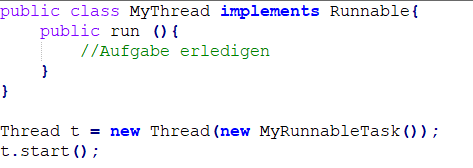 public class MyThread implements Runnable{
    public run (){
        //Aufgabe erledigen
    }
}

Thread t = new Thread(new MyRunnableTask());
t.start();